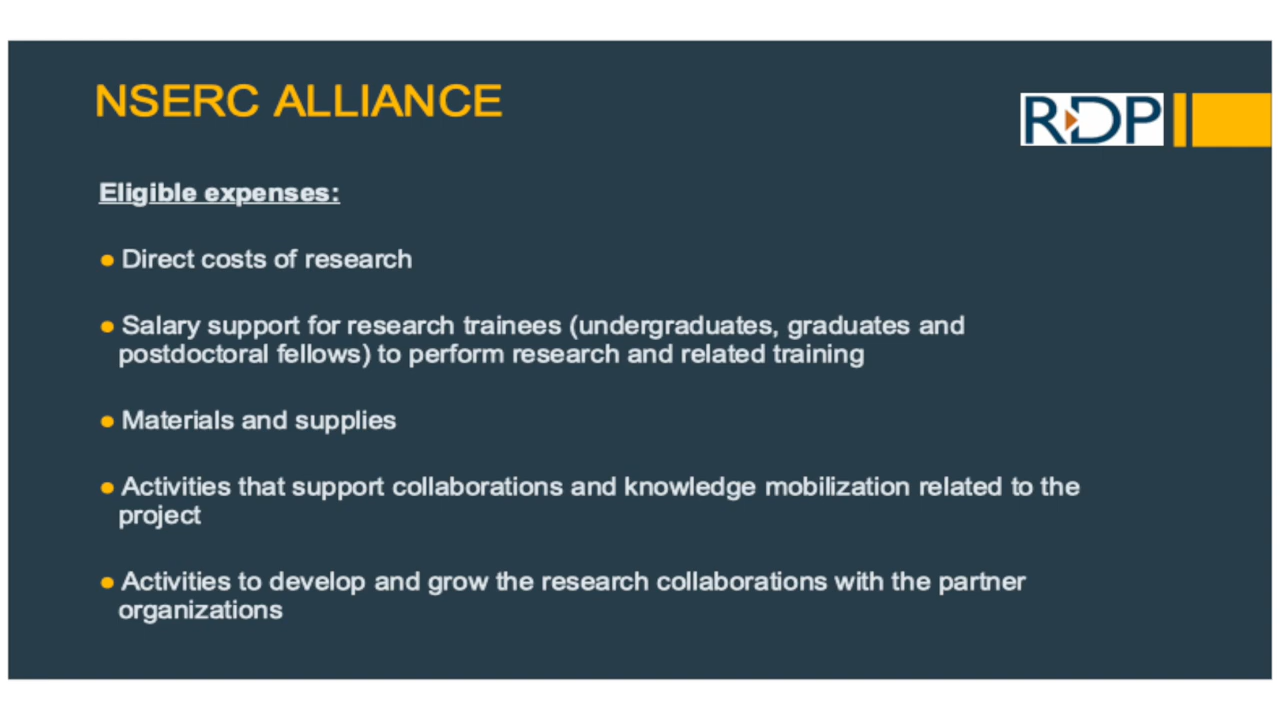 NSERC ALLIANCE
RDP
Eligible expenses:
● Direct costs of research
● Salary support for research trainees (undergraduates, graduates and
postdoctoral fellows) to perform research and related training
● Materials and supplies
● Activities that support collaborations and knowledge mobilization related to the
project
● Activities to develop and grow the research collaborations with the partner
organizations